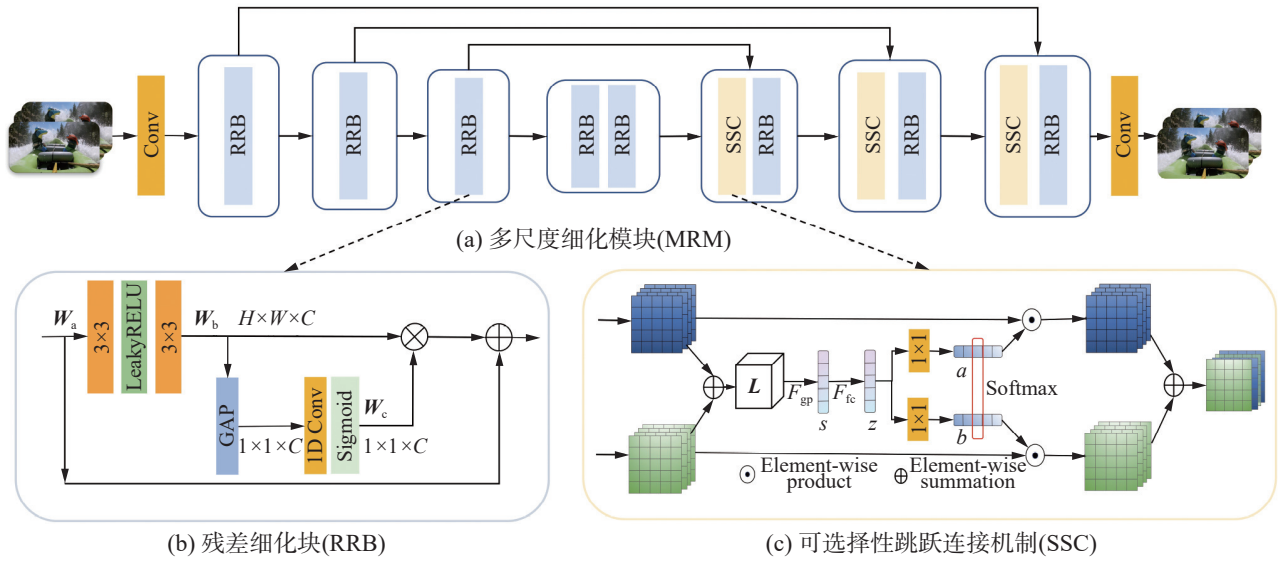 Conv
RRB
RRB
RRB
RRB
RRB
SSC
RRB
SSC
RRB
SSC
RRB
Conv
(a) 多尺度细化模块(MRM)
W_a
3×3
LeakyRELU
3×3
W_b
H×W×C
GAP
1×1×C
1D Conv
Sigmoid
W_c
1×1×C
(b) 残差细化块(RRB)
L
F_gp
s
F_fc
z
1×1
1×1
a
Softmax
b
⊙ Element-wise
product
⊕ Element-wise
summation
(c) 可选择性跳跃连接机制(SSC)